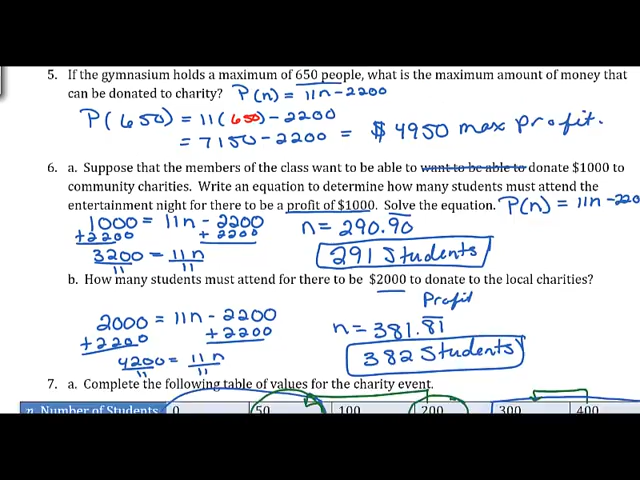 5. If the gymnasium holds a maximum of 650 people, what is the maximum amount of money that
can be donated to charity? P(n) = 11n-2200
P(650) = 11(650) - 2200
= 7150-2200 = $4950 max profit.
6. a. Suppose that the members of the class want to be able to want to be able to donate $1000 to
community charities. Write an equation to determine how many students must attend the
entertainment night for there to be a profit of $1000. Solve the equation. P(n) = 11n-220
1000 = 11n - 2200 n = 290.90
+2200 +2200
3200 = 11n 291 Students
11 11
b. How many students must attend for there to be $2000 to donate to the local charities?
Profit
2000 = 11n - 2200 n = 381.81
+2200 +2200
4200 = 11n 382 Students
11 11
7. a. Complete the following table of values for the charity event.
n, Number of Students 0 50 100 200 300 400